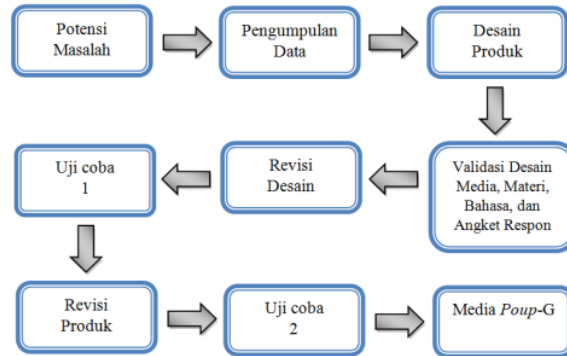 Potensi
Masalah
Pengumpulan
Data
Desain
Produk
Validasi Desain
Media, Materi,
Bahasa, dan
Angket Respon
Revisi
Desain
Uji coba
1
Revisi
Produk
Uji coba
2
Media Poup-G